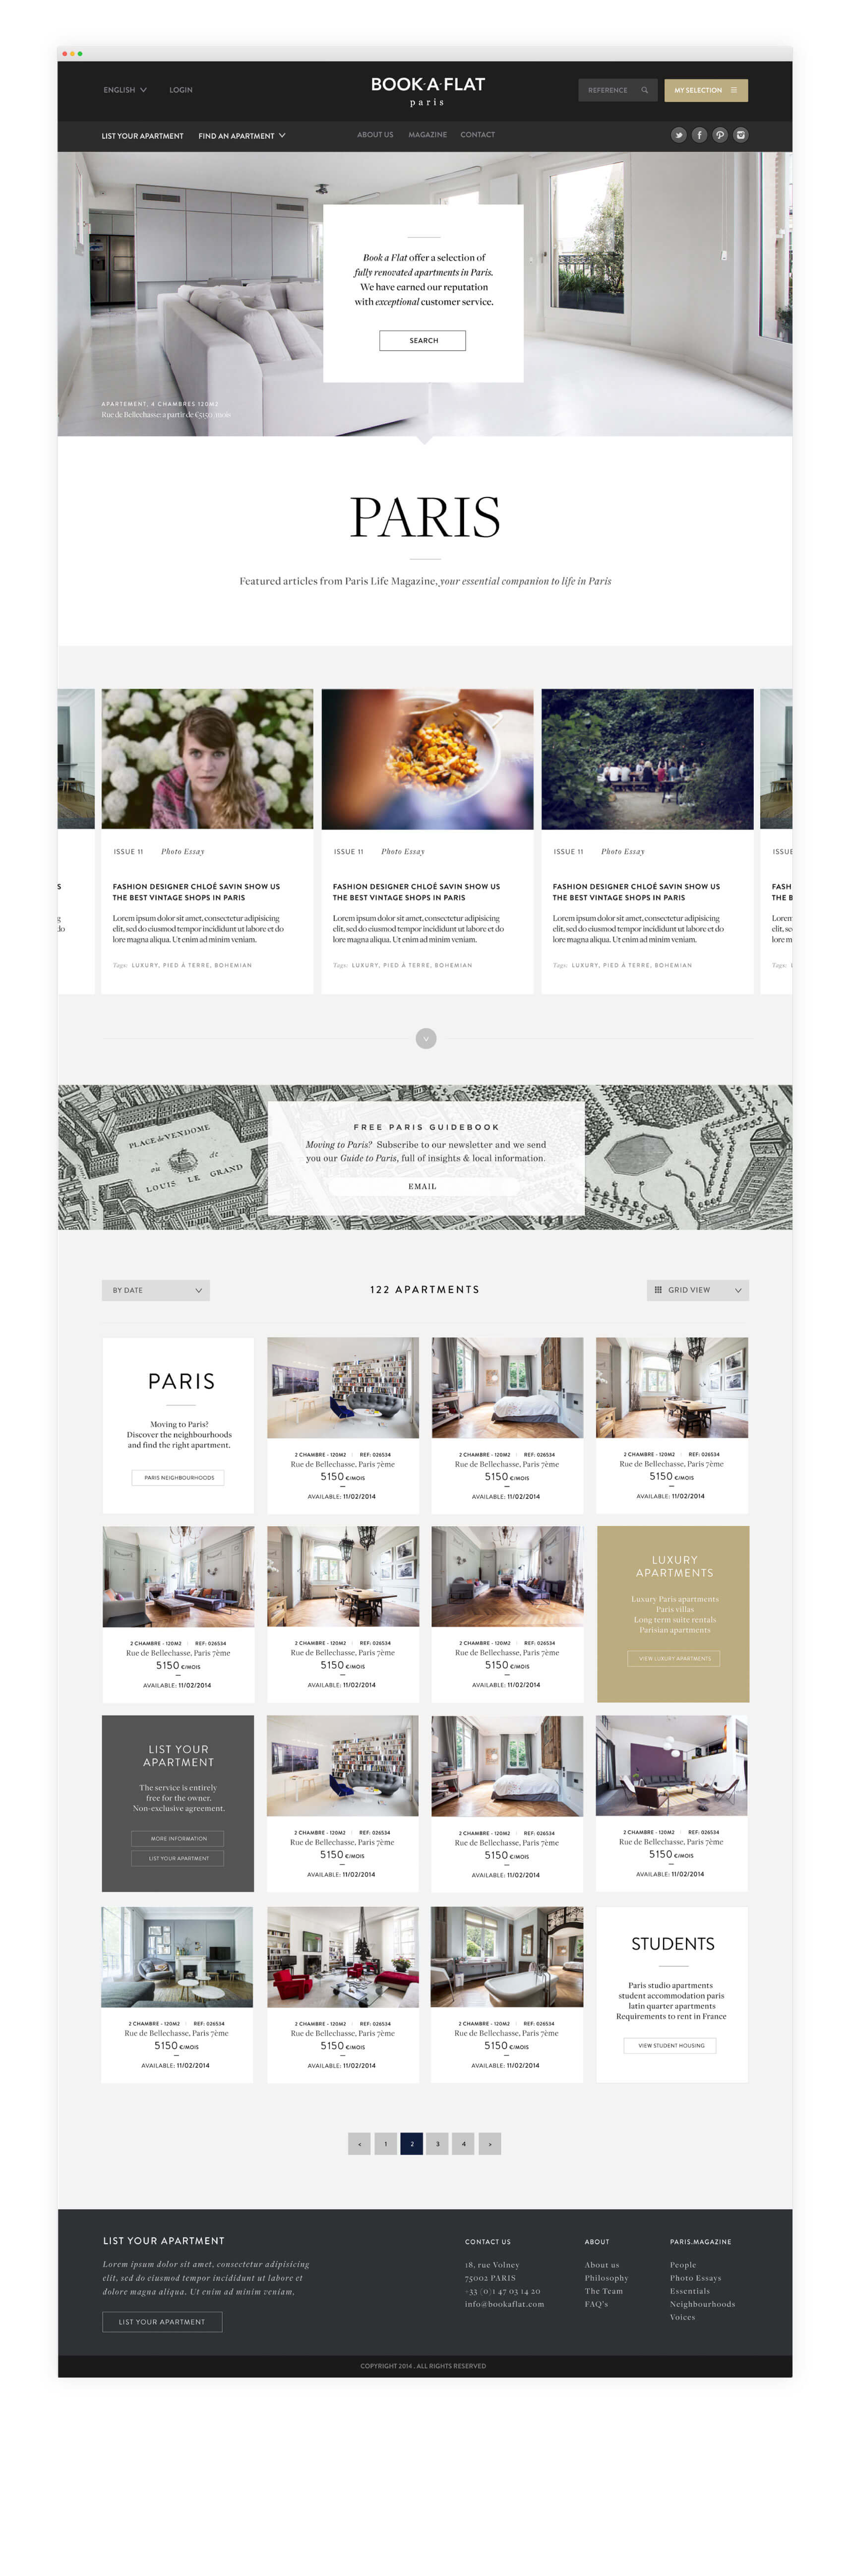 ENGLISH
LOGIN
BOOK-A-FLAT
paris
REFERENCE
MY SELECTION
LIST YOUR APARTMENT
FIND AN APARTMENT
ABOUT US
MAGAZINE
CONTACT
Book a Flat offer a selection of
fully renovated apartments in Paris.
We have earned our reputation
with exceptional customer service.
SEARCH
APARTEMENT, 4 CHAMBRES 120M2
Rue de Bellechasse: a partir de €5150/mois
PARIS
Featured articles from Paris Life Magazine, your essential companion to life in Paris
ISSUE 11 Photo Essay
FASHION DESIGNER CHLOÉ SAVIN SHOW US
THE BEST VINTAGE SHOPS IN PARIS
Lorem ipsum dolor sit amet, consectetur adipisicing
elit, sed do eiusmod tempor incididunt ut labore et do
lore magna aliqua. Ut enim ad minim veniam.
Tags: LUXURY, PIED À TERRE, BOHEMIAN
ISSUE 11 Photo Essay
FASHION DESIGNER CHLOÉ SAVIN SHOW US
THE BEST VINTAGE SHOPS IN PARIS
Lorem ipsum dolor sit amet, consectetur adipisicing
elit, sed do eiusmod tempor incididunt ut labore et do
lore magna aliqua. Ut enim ad minim veniam.
Tags: LUXURY, PIED À TERRE, BOHEMIAN
ISSUE 11 Photo Essay
FASHION DESIGNER CHLOÉ SAVIN SHOW US
THE BEST VINTAGE SHOPS IN PARIS
Lorem ipsum dolor sit amet, consectetur adipisicing
elit, sed do eiusmod tempor incididunt ut labore et do
lore magna aliqua. Ut enim ad minim veniam.
Tags: LUXURY, PIED À TERRE, BOHEMIAN
PLACE de VENDOME
ou de
LOUIS LE GRAND
FREE PARIS GUIDEBOOK
Moving to Paris? Subscribe to our newsletter and we send
you our Guide to Paris, full of insights & local information.
EMAIL
BY DATE
122 APARTMENTS
GRID VIEW
PARIS
Moving to Paris?
Discover the neighbourhoods
and find the right apartment.
PARIS NEIGHBOURHOODS
2 CHAMBRE - 120M2 | REF: 026534
Rue de Bellechasse, Paris 7ème
5150 €/MOIS
AVAILABLE: 11/02/2014
2 CHAMBRE - 120M2 | REF: 026534
Rue de Bellechasse, Paris 7ème
5150 €/MOIS
AVAILABLE: 11/02/2014
2 CHAMBRE - 120M2 | REF: 026534
Rue de Bellechasse, Paris 7ème
5150 €/MOIS
AVAILABLE: 11/02/2014
2 CHAMBRE - 120M2 | REF: 026534
Rue de Bellechasse, Paris 7ème
5150 €/MOIS
AVAILABLE: 11/02/2014
2 CHAMBRE - 120M2 | REF: 026534
Rue de Bellechasse, Paris 7ème
5150 €/MOIS
AVAILABLE: 11/02/2014
2 CHAMBRE - 120M2 | REF: 026534
Rue de Bellechasse, Paris 7ème
5150 €/MOIS
AVAILABLE: 11/02/2014
LUXURY
APARTMENTS
Luxury Paris apartments
Paris villas
Long term suite rentals
Parisian apartments
VIEW LUXURY APARTMENTS
LIST YOUR
APARTMENT
The service is entirely
free for the owner.
Non-exclusive agreement.
MORE INFORMATION
LIST YOUR APARTMENT
2 CHAMBRE - 120M2 | REF: 026534
Rue de Bellechasse, Paris 7ème
5150 €/MOIS
AVAILABLE: 11/02/2014
2 CHAMBRE - 120M2 | REF: 026534
Rue de Bellechasse, Paris 7ème
5150 €/MOIS
AVAILABLE: 11/02/2014
2 CHAMBRE - 120M2 | REF: 026534
Rue de Bellechasse, Paris 7ème
5150 €/MOIS
AVAILABLE: 11/02/2014
2 CHAMBRE - 120M2 | REF: 026534
Rue de Bellechasse, Paris 7ème
5150 €/MOIS
AVAILABLE: 11/02/2014
2 CHAMBRE - 120M2 | REF: 026534
Rue de Bellechasse, Paris 7ème
5150 €/MOIS
AVAILABLE: 11/02/2014
2 CHAMBRE - 120M2 | REF: 026534
Rue de Bellechasse, Paris 7ème
5150 €/MOIS
AVAILABLE: 11/02/2014
STUDENTS
Paris studio apartments
student accommodation paris
latin quarter apartments
Requirements to rent in France
VIEW STUDENT HOUSING
< 1 2 3 4 >
LIST YOUR APARTMENT
Lorem ipsum dolor sit amet, consectetur adipisicing
elit, sed do eiusmod tempor incididunt ut labore et
dolore magna aliqua. Ut enim ad minim veniam.
LIST YOUR APARTMENT
CONTACT US
18, rue Volney
75002 PARIS
+33 (0)1 47 03 14 20
info@bookaflat.com
ABOUT
About us
Philosophy
The Team
FAQ's
PARIS.MAGAZINE
People
Photo Essays
Essentials
Neighbourhoods
Voices
COPYRIGHT 2014 . ALL RIGHTS RESERVED